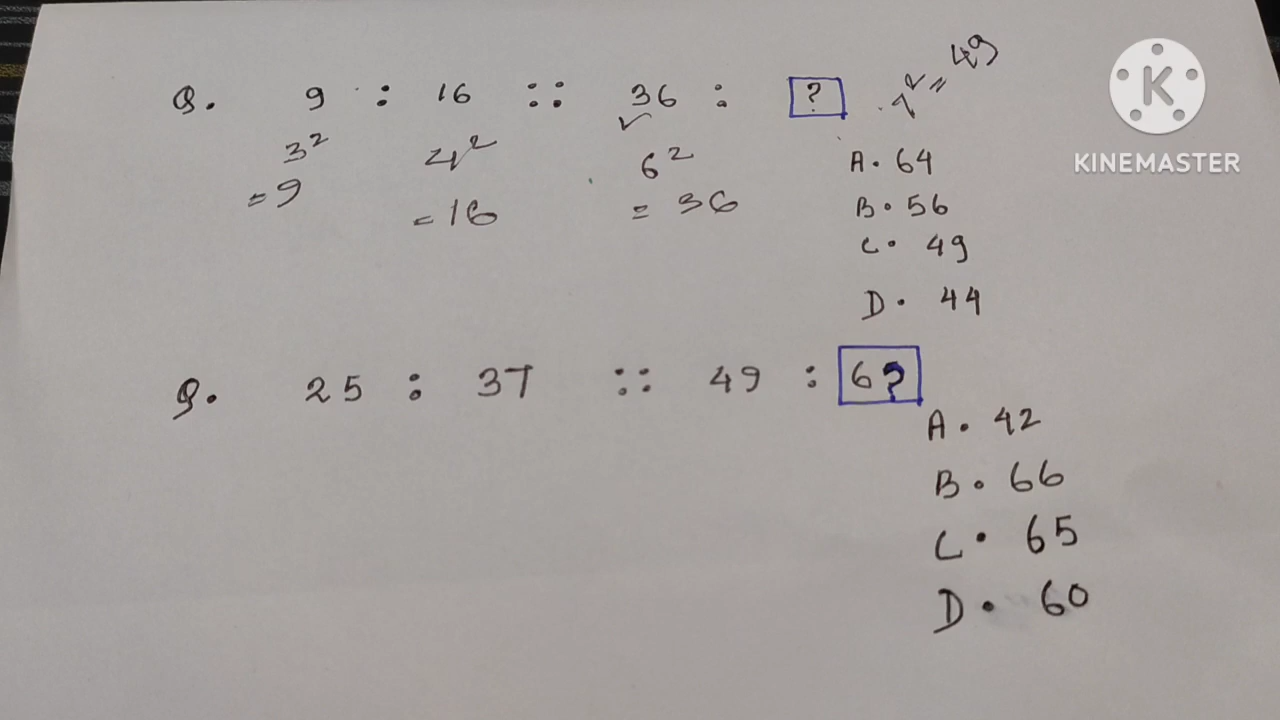 Q. 9 : 16 :: 36 : ? 7² = 49
3² 4² 6² A. 64
= 9 = 16 = 36 B. 56
C. 49
D. 44
Q. 25 : 37 :: 49 : 6?
A. 42
B. 66
C. 65
D. 60
K
KINEMASTER